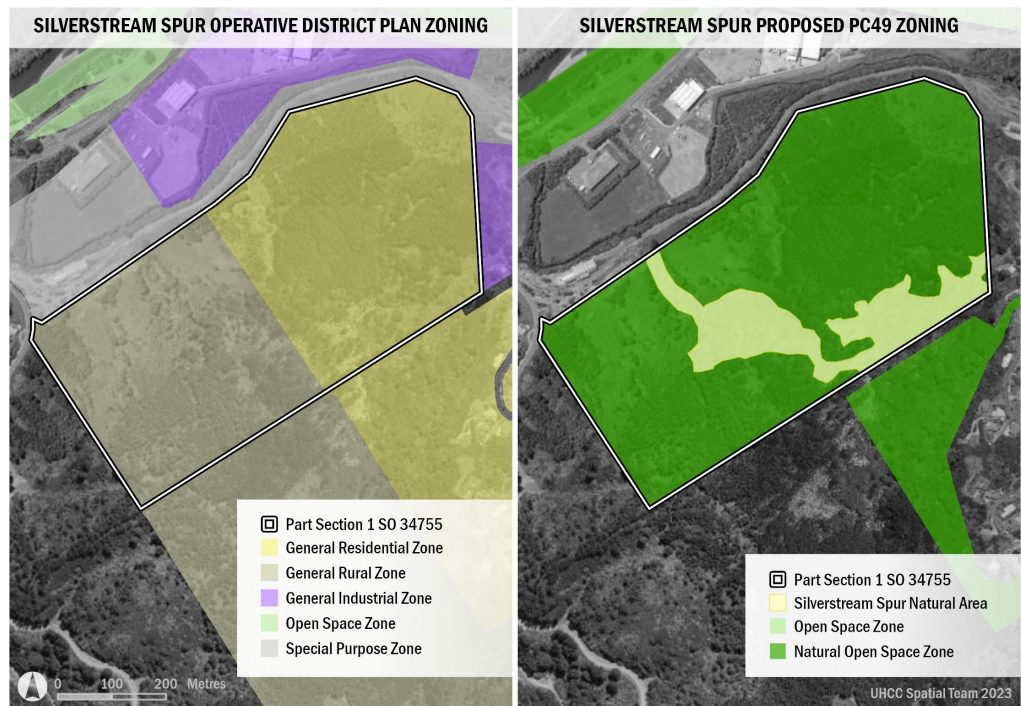 SILVERSTREAM SPUR OPERATIVE DISTRICT PLAN ZONING
Part Section 1 SO 34755
General Residential Zone
General Rural Zone
General Industrial Zone
Open Space Zone
Special Purpose Zone
0 100 200 Metres
SILVERSTREAM SPUR PROPOSED PC49 ZONING
Part Section 1 SO 34755
Silverstream Spur Natural Area
Open Space Zone
Natural Open Space Zone
UHCC Spatial Team 2023